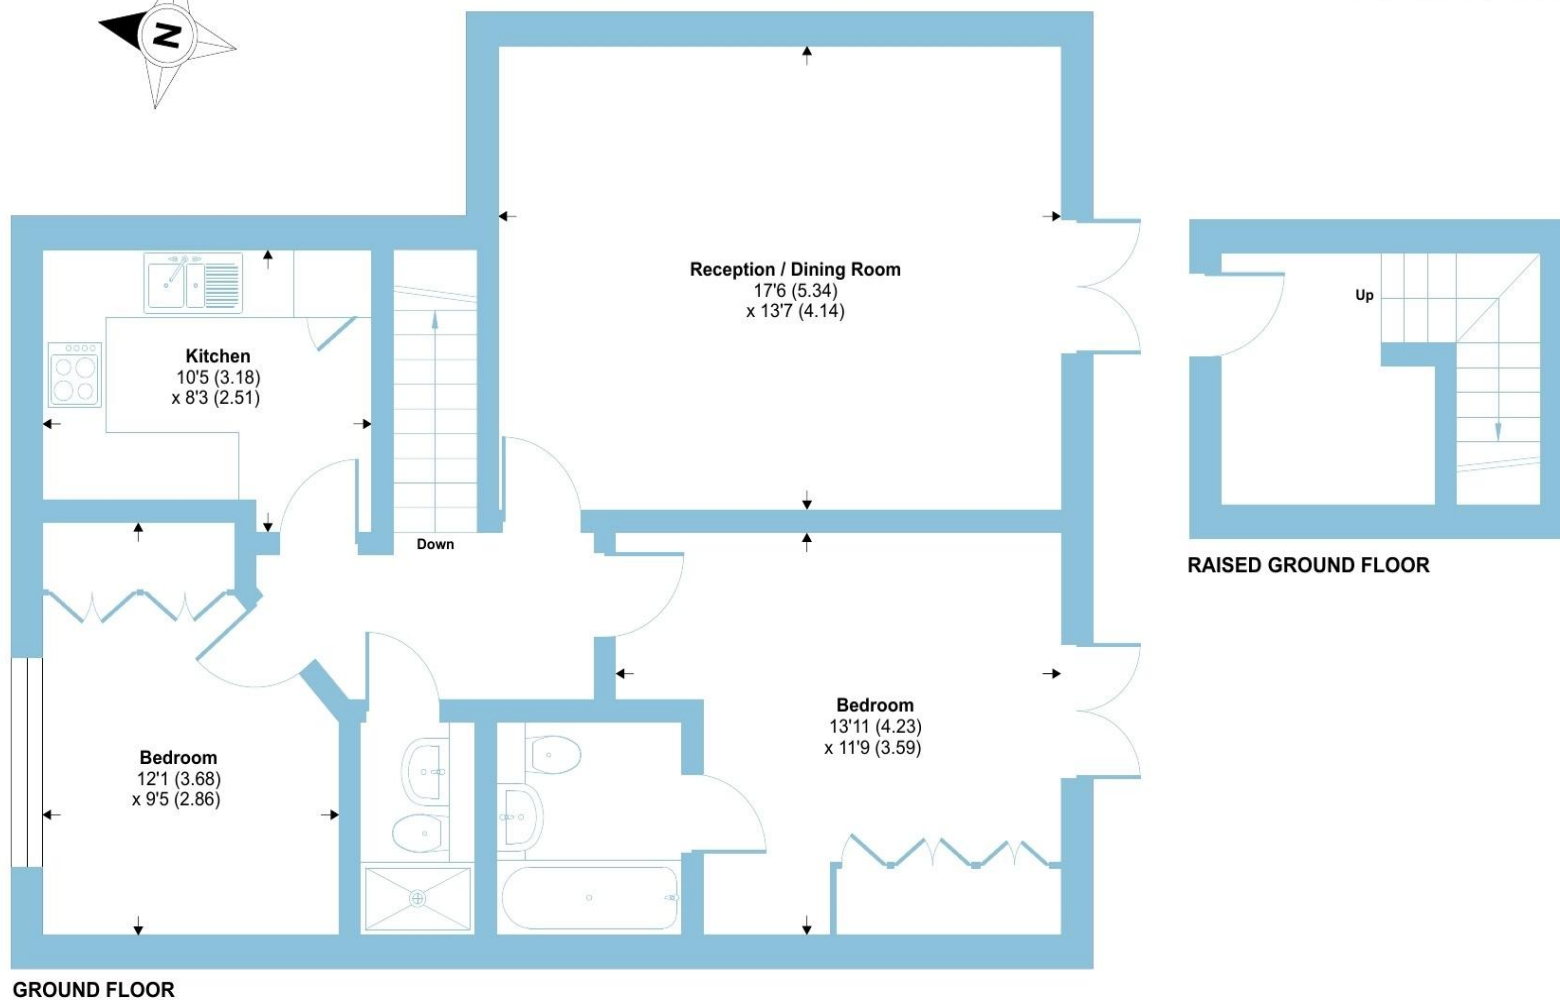 N
Reception / Dining Room
17'6 (5.34)
x 13'7 (4.14)
Up
Kitchen
10'5 (3.18)
x 8'3 (2.51)
Down
RAISED GROUND FLOOR
Bedroom
13'11 (4.23)
x 11'9 (3.59)
Bedroom
12'1 (3.68)
x 9'5 (2.86)
GROUND FLOOR